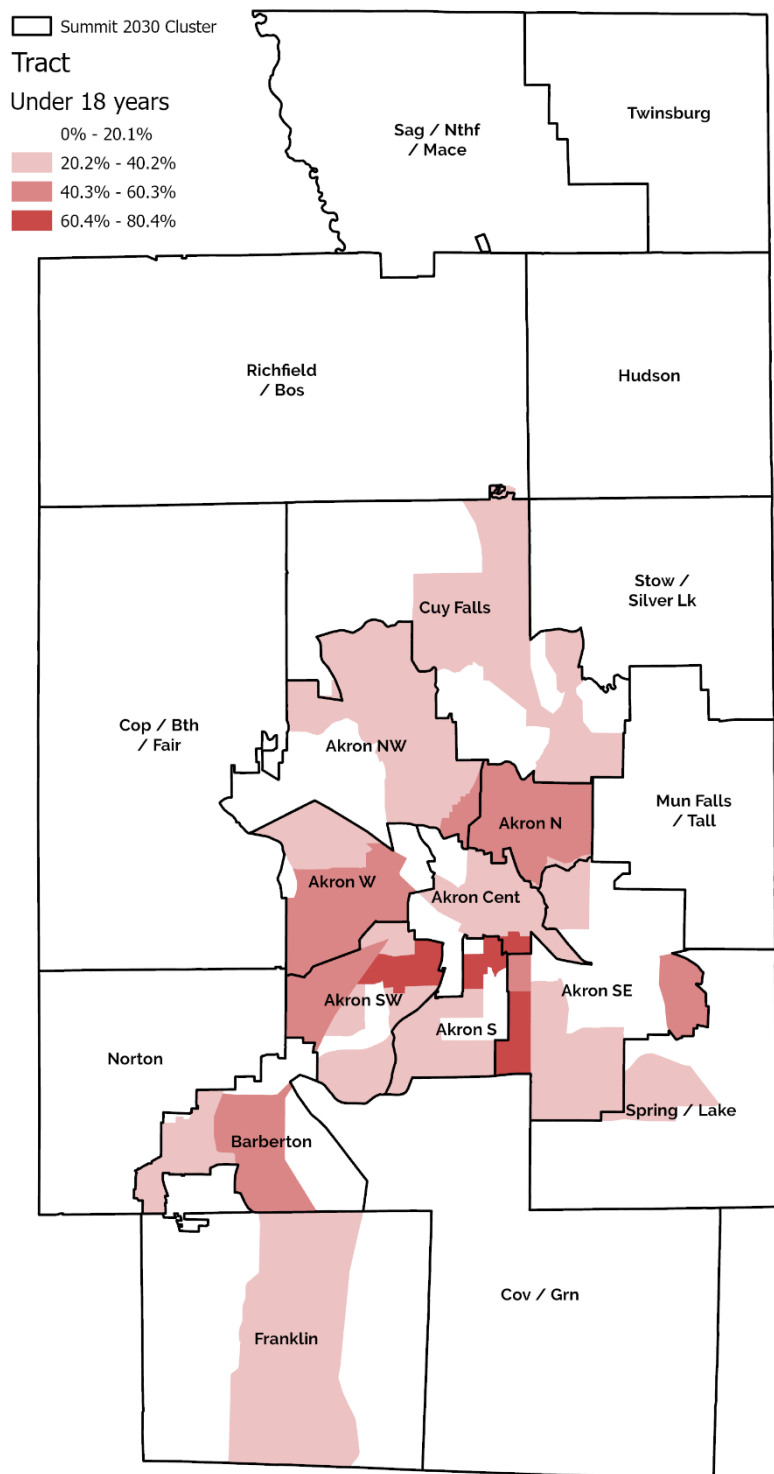 Summit 2030 Cluster
Tract
Under 18 years
0% - 20.1%
20.2% - 40.2%
40.3% - 60.3%
60.4% - 80.4%
Twinsburg
Sag / Nthf
/ Mace
Richfield
/ Bos
Hudson
Stow /
Silver Lk
Cuy Falls
Cop / Bth
/ Fair
Akron NW
Mun Falls
/ Tall
Akron N
Akron W
Akron Cent
Akron SE
Akron SW
Akron S
Norton
Spring / Lake
Barberton
Cov / Grn
Franklin